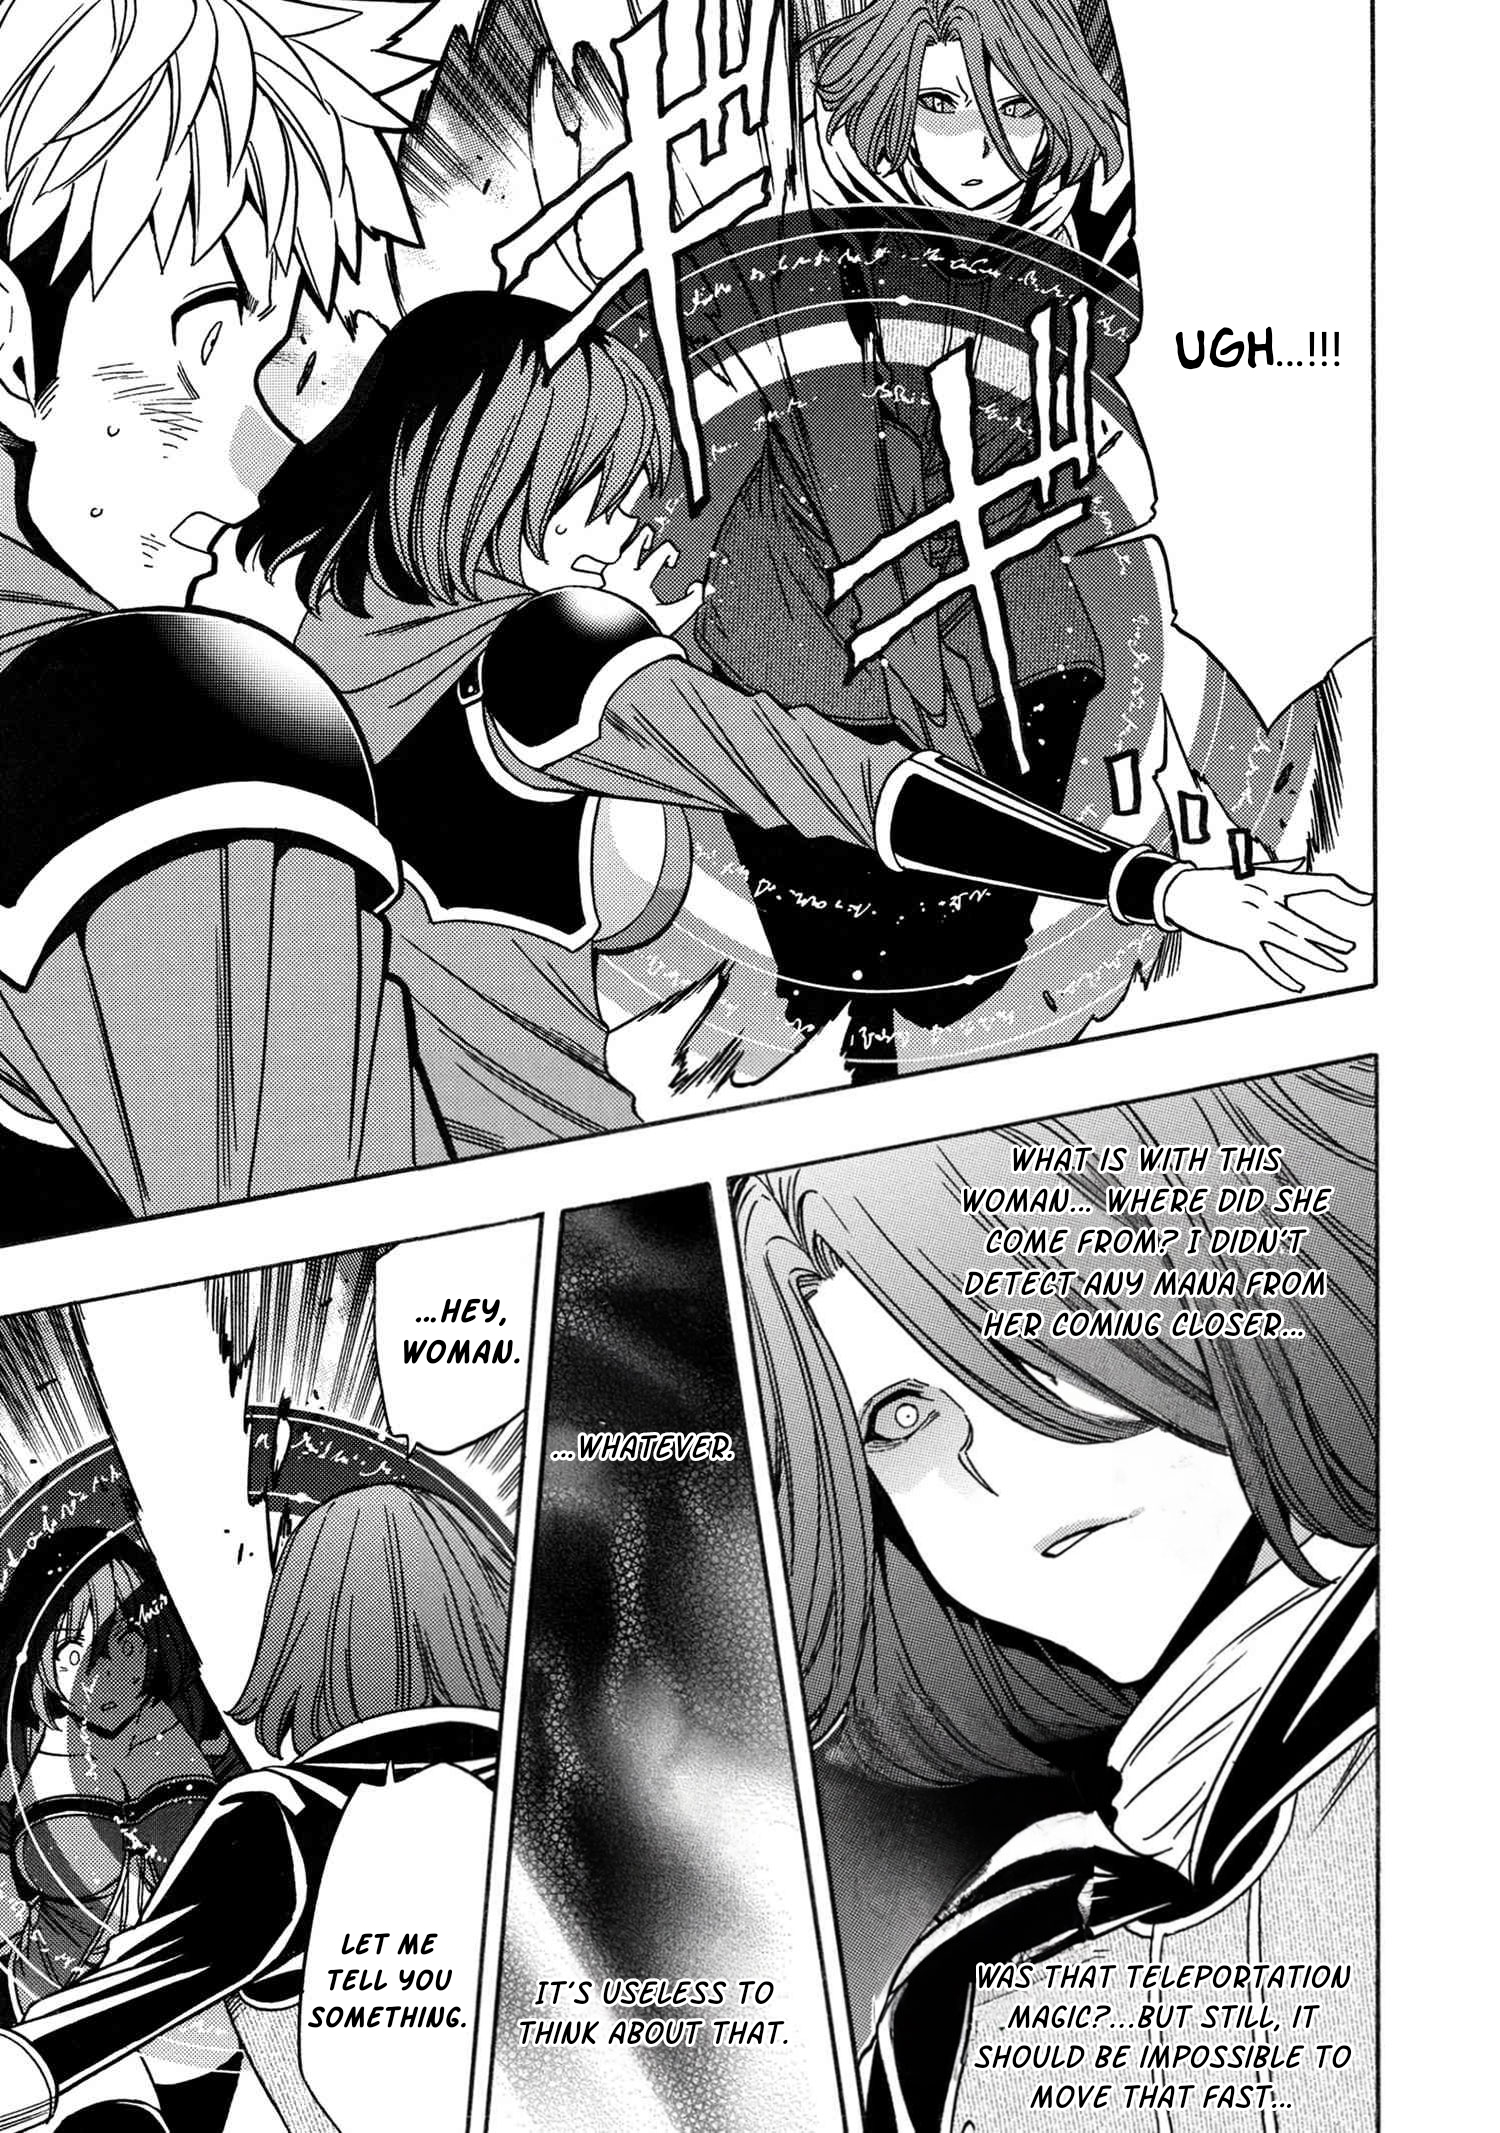 UGH...!!!
WHAT IS WITH THIS
WOMAN... WHERE DID SHE
COME FROM? I DIDN'T
DETECT ANY MANA FROM
HER COMING CLOSER...
WAS THAT TELEPORTATION
MAGIC?...BUT STILL, IT
SHOULD BE IMPOSSIBLE TO
MOVE THAT FAST...
...WHATEVER.
IT'S USELESS TO
THINK ABOUT THAT.
...HEY,
WOMAN.
LET ME
TELL YOU
SOMETHING.